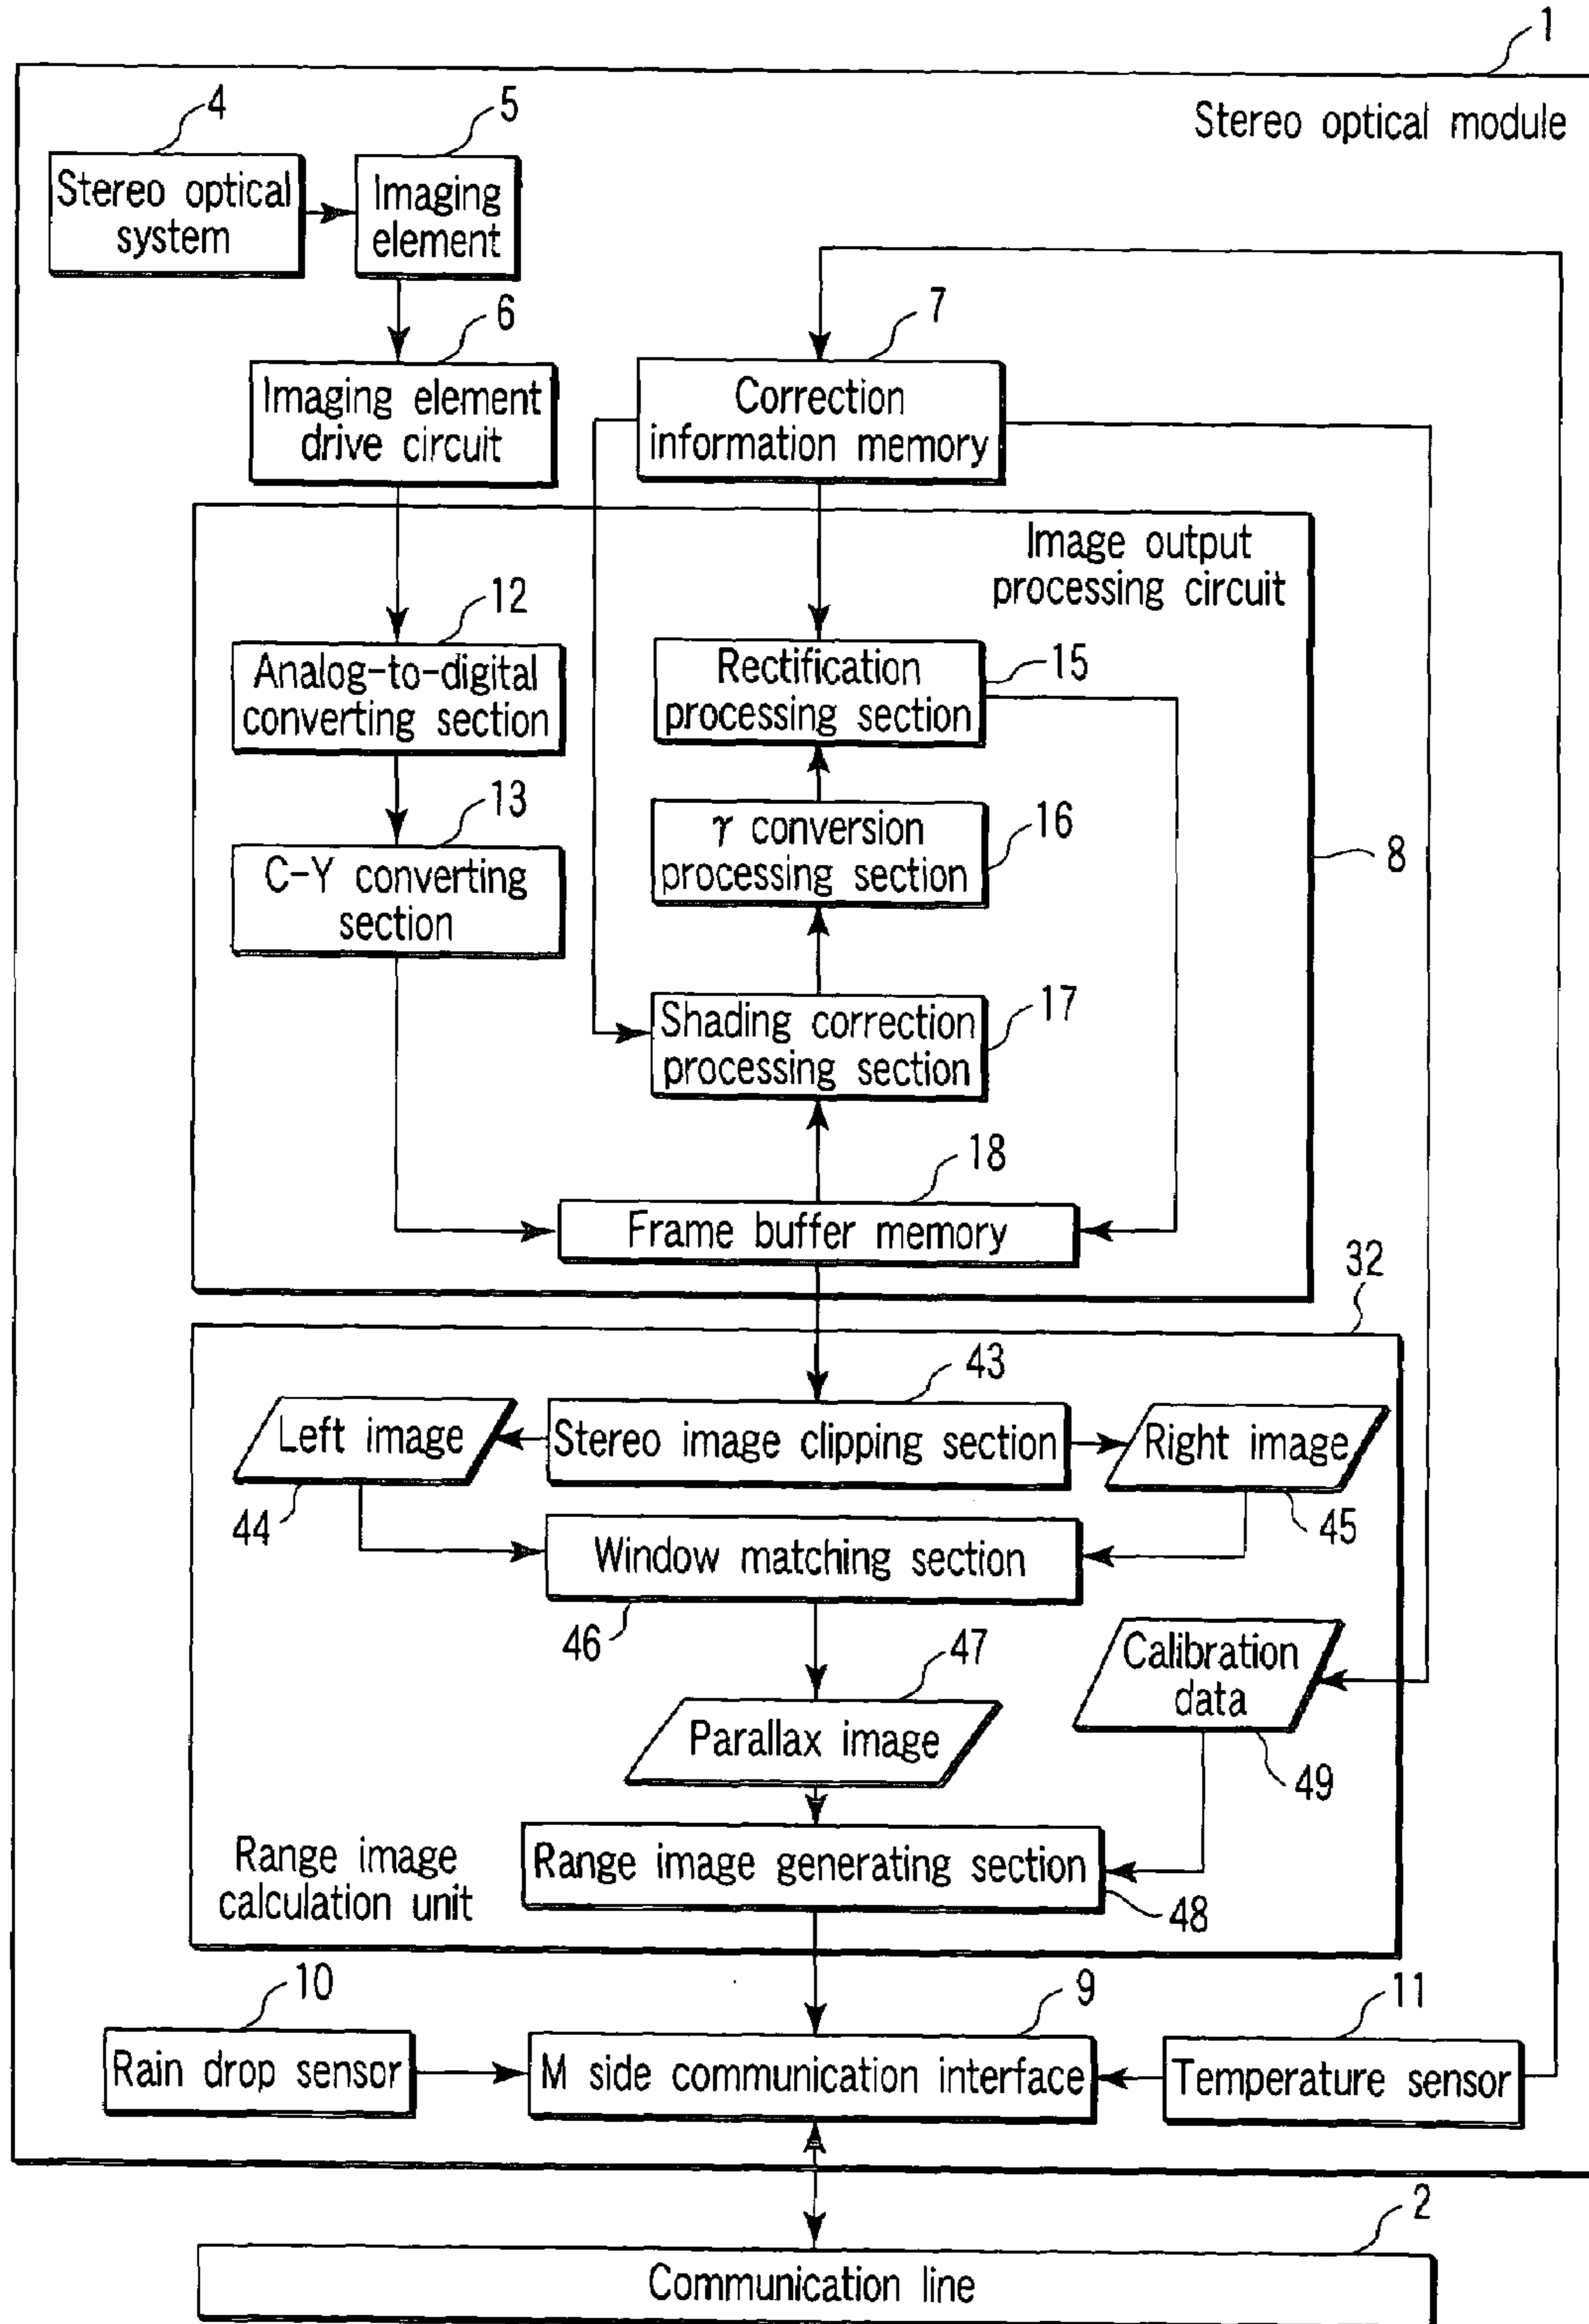 1
Stereo optical module
4
5
Stereo optical
system
Imaging
element
6
7
Imaging element
drive circuit
Correction
information memory
Image output
processing circuit
12
Analog-to-digital
converting section
Rectification
processing section
15
13
C-Y converting
section
γ conversion
processing section
16
8
Shading correction
processing section
17
18
Frame buffer memory
32
43
Left image
Stereo image clipping section
Right image
44
45
Window matching section
46
47
Calibration
data
Parallax image
49
Range image
calculation unit
Range image generating section
48
10
9
11
Rain drop sensor
M side communication interface
Temperature sensor
2
Communication line